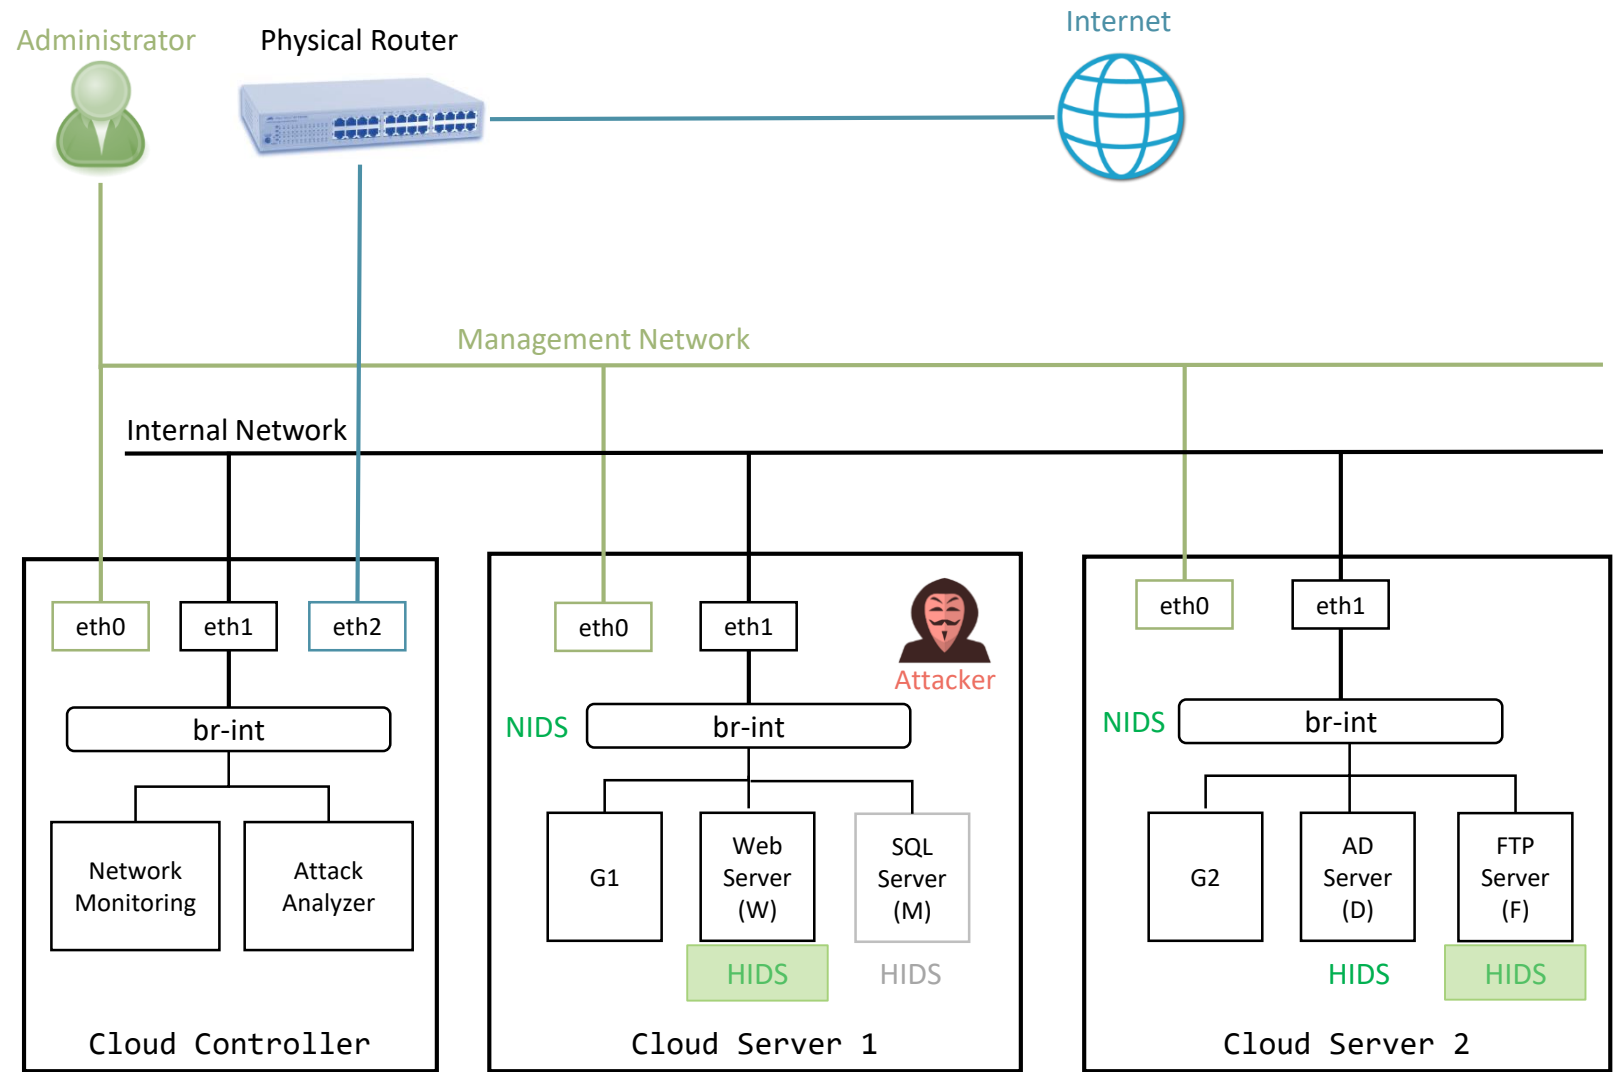 Administrator
Physical Router
Internet
Management Network
Internal Network
eth0
eth1
eth2
br-int
Network
Monitoring
Attack
Analyzer
Cloud Controller
eth0
eth1
Attacker
NIDS
br-int
G1
Web
Server
(W)
SQL
Server
(M)
HIDS
HIDS
Cloud Server 1
eth0
eth1
NIDS
br-int
G2
AD
Server
(D)
FTP
Server
(F)
HIDS
HIDS
Cloud Server 2